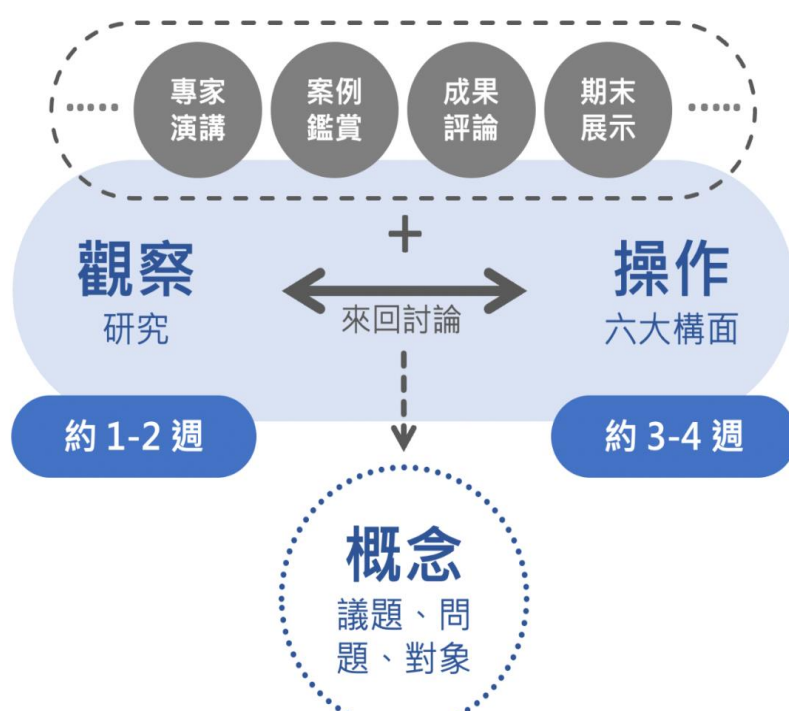 專家
演講
案例
鑑賞
成果
評論
期末
展示
+
觀察
研究
來回討論
操作
六大構面
約 1-2 週
約 3-4 週
概念
議題、問
題、對象